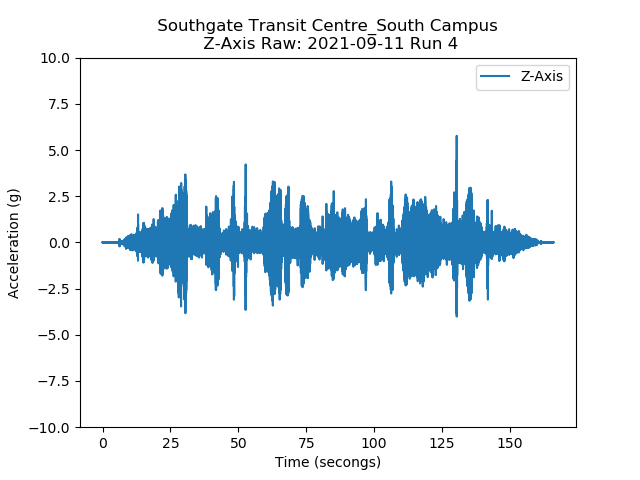 Southgate Transit Centre_South Campus
Z-Axis Raw: 2021-09-11 Run 4
Z-Axis
10.0
7.5
5.0
2.5
0.0
−2.5
−5.0
−7.5
−10.0
Acceleration (g)
0 25 50 75 100 125 150
Time (secongs)